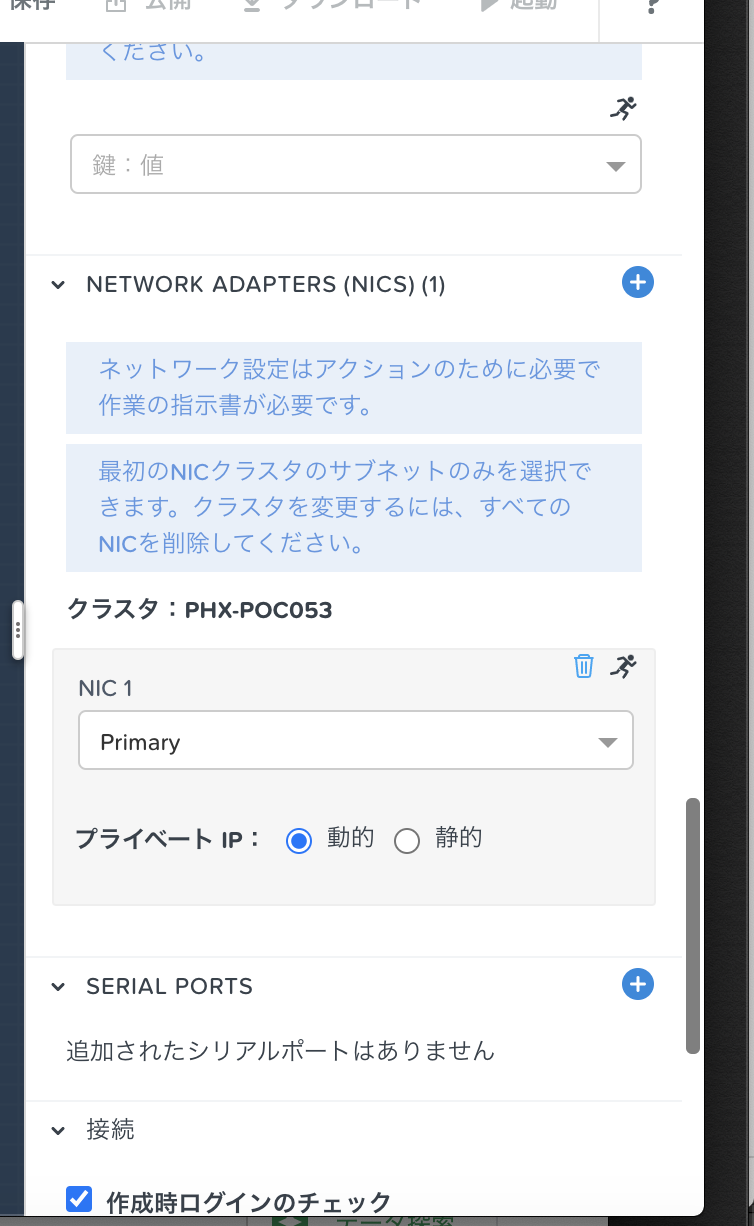 保存 公開 ダウンロード 起動 ?
ください。
鍵：値
NETWORK ADAPTERS (NICS) (1)
ネットワーク設定はアクションのために必要で
作業の指示書が必要です。
最初のNICクラスタのサブネットのみを選択で
きます。クラスタを変更するには、すべての
NICを削除してください。
クラスタ：PHX-POC053
NIC 1
Primary
プライベート IP： 動的 静的
SERIAL PORTS
追加されたシリアルポートはありません
接続
作成時ログインのチェック
データ探索